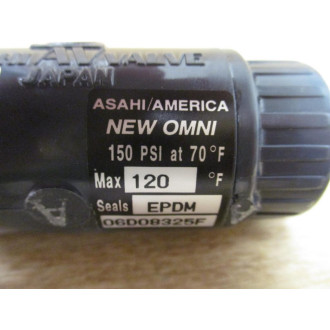 VALVE
JAPAN
ASAHI/AMERICA
NEW OMNI
150 PSI at 70°F
Max 120 °F
Seals EPDM
06D08325F